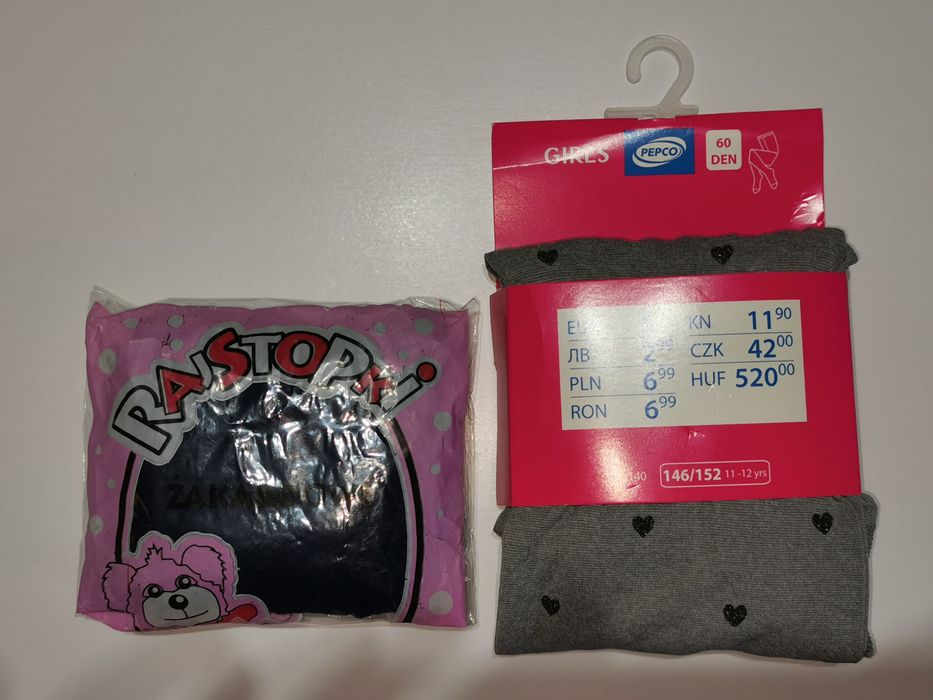 RAJSTOPKi
GIRLS
PEPCO
60
DEN
KN 11⁹⁰
ЛВ 2⁹⁹
CZK 42⁰⁰
PLN 6⁹⁹
HUF 520⁰⁰
RON 6⁹⁹
140 146/152 11-12 yrs